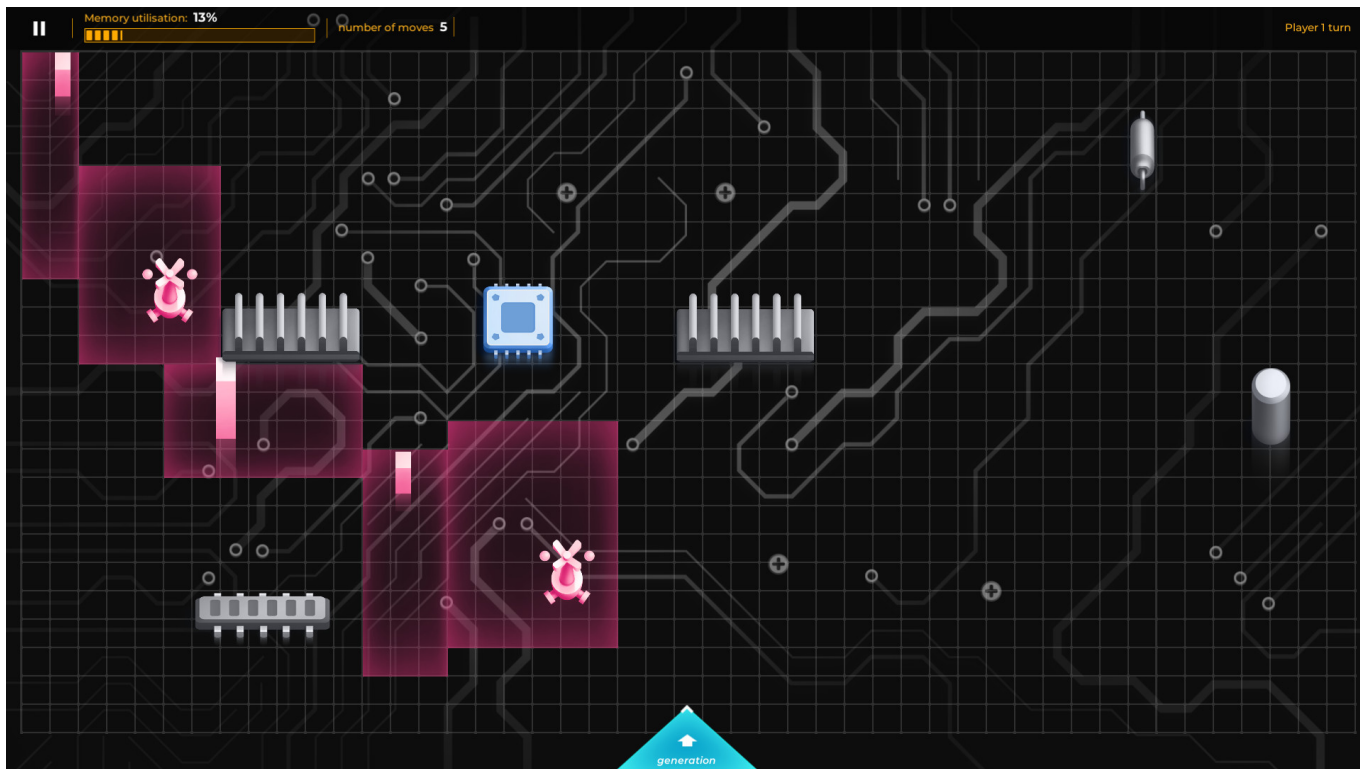 Memory utilisation: 13%
number of moves 5
Player 1 turn
generation